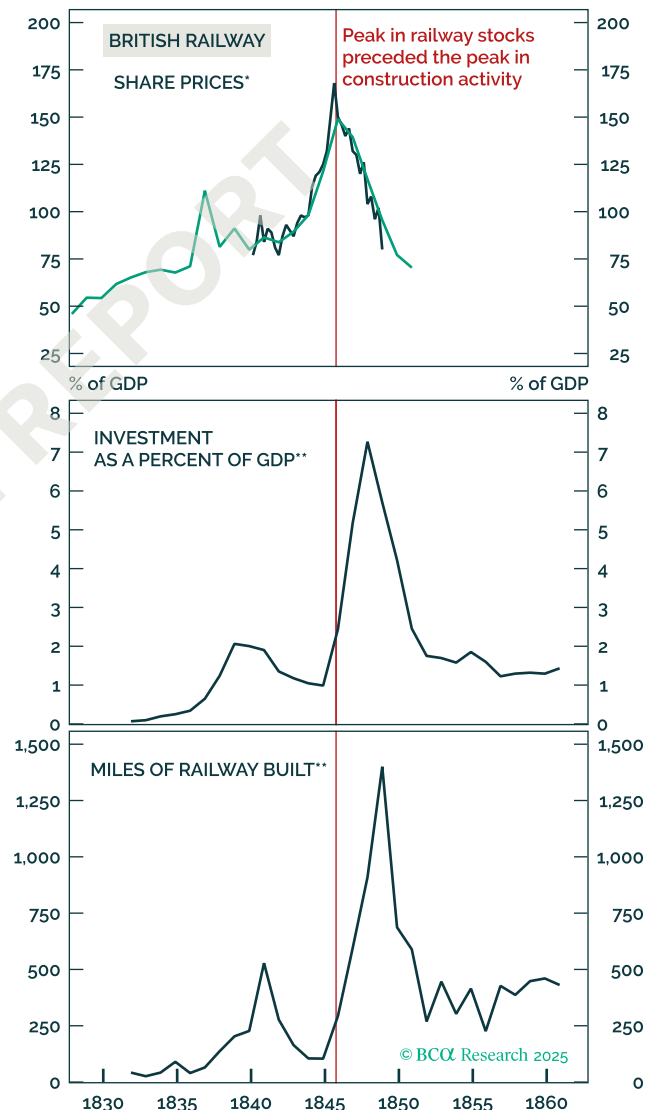 BRITISH RAILWAY
SHARE PRICES*
Peak in railway stocks
preceded the peak in
construction activity
200 200
175 175
150 150
125 125
100 100
75 75
50 50
25 25
REPORT
% of GDP % of GDP
INVESTMENT
AS A PERCENT OF GDP**
8 8
7 7
6 6
5 5
4 4
3 3
2 2
1 1
0 0
MILES OF RAILWAY BUILT**
1,500 1,500
1,250 1,250
1,000 1,000
750 750
500 500
250 250
0 0
© BCα Research 2025
1830 1835 1840 1845 1850 1855 1860